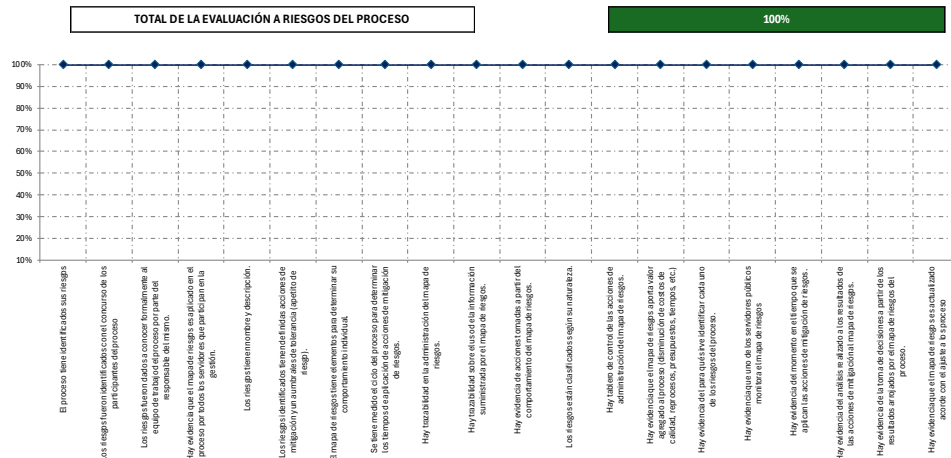 TOTAL DE LA EVALUACIÓN A RIESGOS DEL PROCESO
100%
100%
90%
80%
70%
60%
50%
40%
30%
20%
10%
El proceso tiene identificados sus riesgos
Los riesgos fueron identificados con el concurso de los
participantes del proceso
Los riesgos fueron dados a conocer formalmente al
equipo de trabajo del proceso por parte del
responsable del mismo.
Hay evidencia que el mapa de riesgos es aplicado en el
proceso por todos los servidores que participan en la
gestión.
Los riesgos tienen nombre y descripción.
Los riesgos identificados tienen definidas acciones de
mitigación y un aumbrales de tolerancia (apetito de
riesgo).
El mapa de riesgos tiene elementos para determinar su
comportamiento individual.
Se tiene medido el ciclo del proceso para determinar
los tiempos de aplicación de acciones de mitigación
de riesgos.
Hay trazabilidad en la administración del mapa de
riesgos.
Hay trazabilidad sobre el uso de la información
suministrada por el mapa de riesgos.
Hay evidencia de acciones tomadas a partir del
comportamiento del mapa de riesgos.
Los riesgos están clasificados según su naturaleza.
Hay tablero de control de las acciones de
administración del mapa de riesgos.
Hay evidencia que el mapa de riesgos aporta valor
agregado al proceso (disminución de costos de
calidad, reprocesos, presupuestos, tiempos, etc.)
Hay evidencia del para qué sirve identificar cada uno
de los riesgos del proceso.
Hay evidencia que uno de los servidores públicos
monitora el mapa de riesgos
Hay evidencia del momento en el tiempo que se
aplican las acciones de mitigación de riesgos.
Hay evidencia del análisis realizado a los resultados de
las acciones de mitigación al mapa de riesgos.
Hay evidencia de la toma de decisiones a partir de los
resultados arrojados por el mapa de riesgos del
proceso.
Hay evidencia que el mapa de riesgo es actualizado
acorde con el ajuste a los proceso